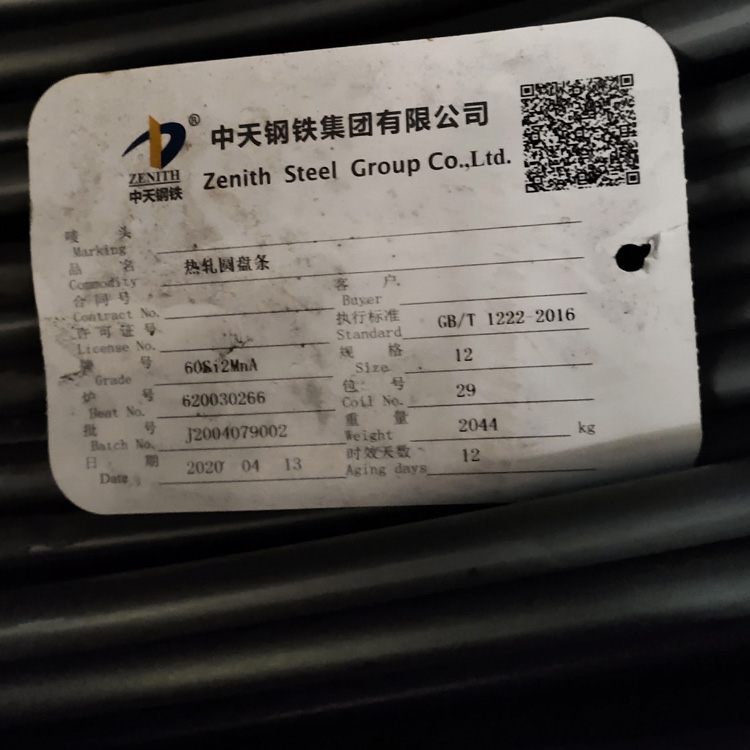 ZENITH
中天钢铁
®
中天钢铁集团有限公司
Zenith Steel Group Co.,Ltd.
唛 头
Marking
品 名 热轧圆盘条
Commodity
合同号 客 户
Contract No. Buyer
许可证号 执行标准 GB/T 1222-2016
License No. Standard
牌 号 60Si2MnA 规 格 12
Grade Size
炉 号 620030266 包 号 29
Heat No. Coil No.
批 号 J2004079002 重 量 2044 kg
Batch No. Weight
日 期 2020 04 13 时效天数 12
Date Aging days